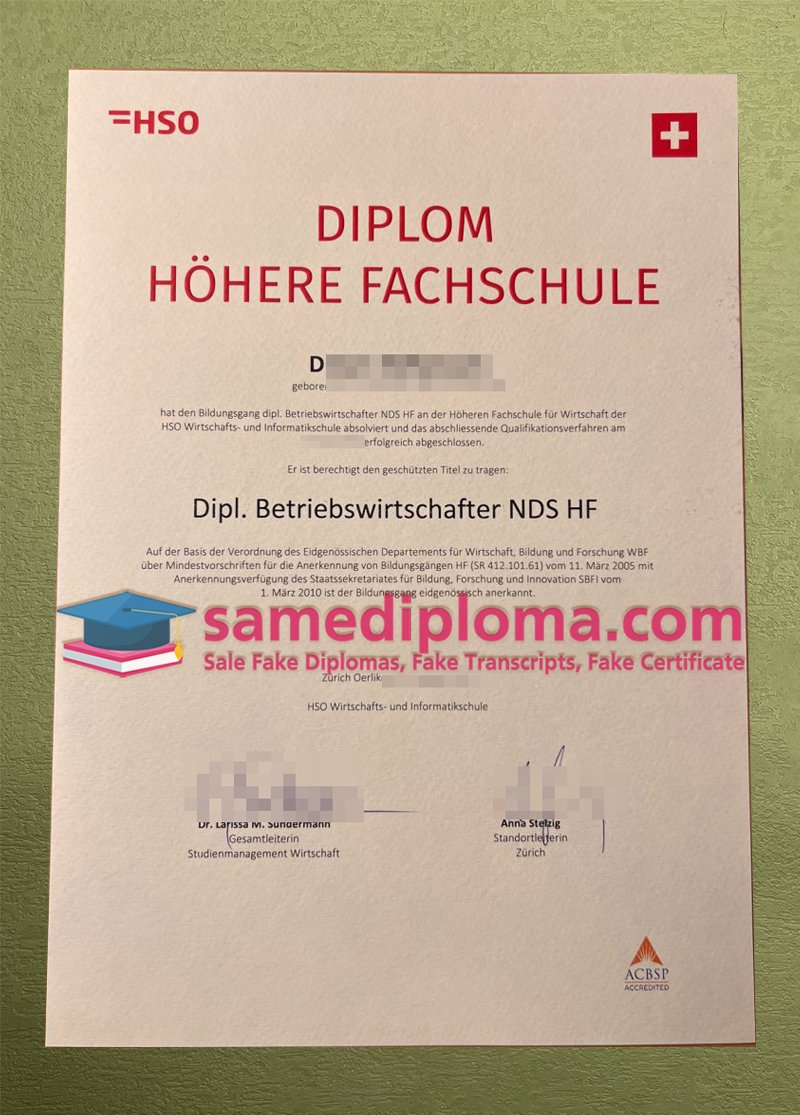 HSO
DIPLOM
HÖHERE FACHSCHULE
D
gebore
hat den Bildungsgang dipl. Betriebswirtschafter NDS HF an der Höheren Fachschule für Wirtschaft der
HSO Wirtschafts- und Informatikschule absolviert und das abschliessende Qualifikationsverfahren am
erfolgreich abgeschlossen.
Er ist berechtigt den geschützten Titel zu tragen:
Dipl. Betriebswirtschafter NDS HF
Auf der Basis der Verordnung des Eidgenössischen Departements für Wirtschaft, Bildung und Forschung WBF
über Mindestvorschriften für die Anerkennung von Bildungsgängen HF (SR 412.101.61) vom 11. März 2005 mit
Anerkennungsverfügung des Staatssekretariates für Bildung, Forschung und Innovation SBFI vom
1. März 2010 ist der Bildungsgang eidgenössisch anerkannt.
samediploma.com
Sale Fake Diplomas, Fake Transcripts, Fake Certificate
Zürich Oerlik
HSO Wirtschafts- und Informatikschule
Dr. Larissa M. Sundermann
Gesamtleiterin
Studienmanagement Wirtschaft
Anna Stelzig
Standortleiterin
Zürich
ACBSP
ACCREDITED